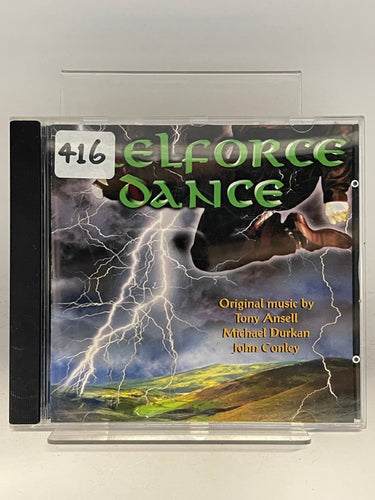 416
ELFORCE
DANCE
Original music by
Tony Ansell
Michael Durkan
John Conley